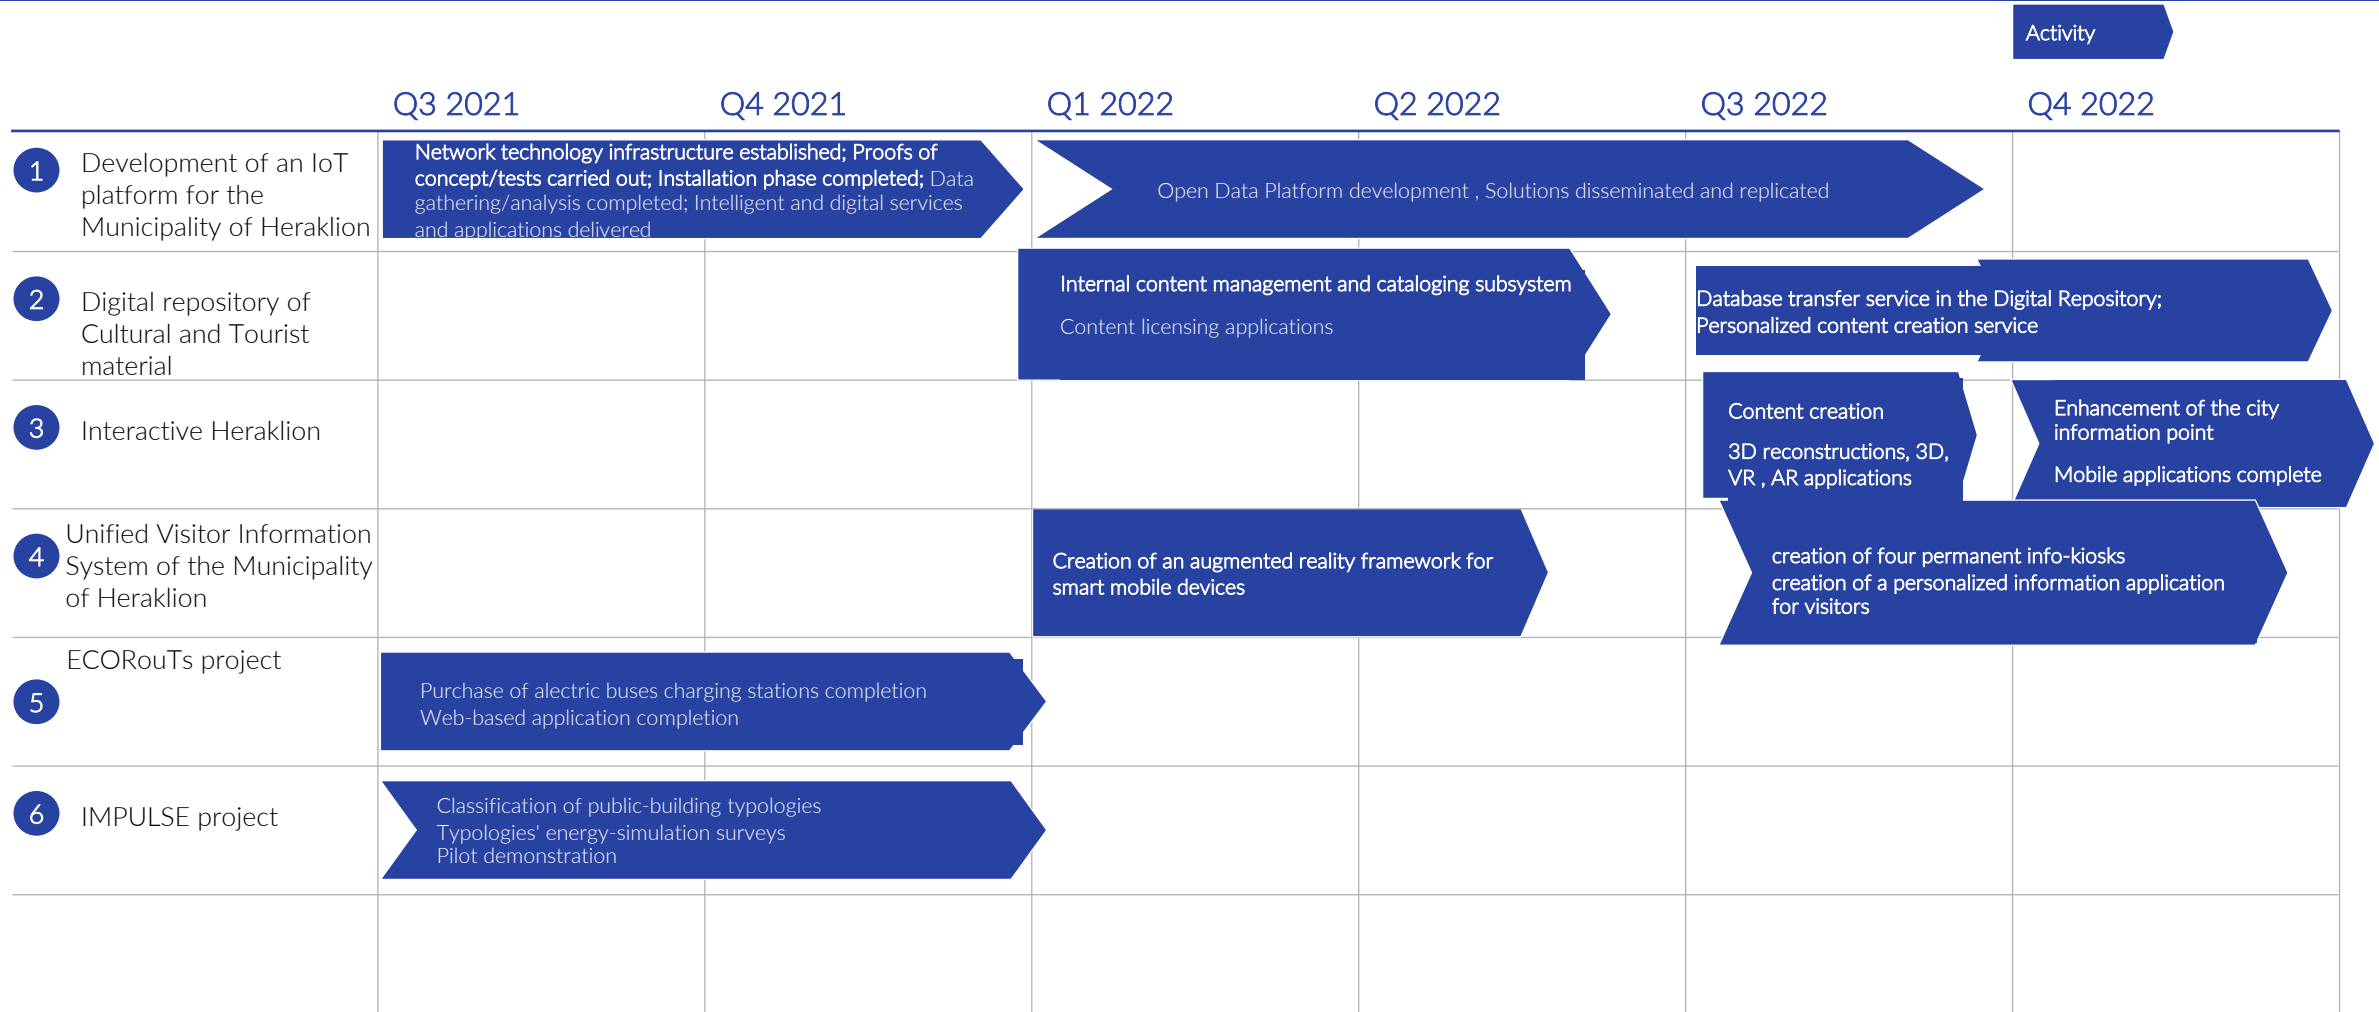 Activity
Q3 2021 Q4 2021 Q1 2022 Q2 2022 Q3 2022 Q4 2022
1
Development of an IoT
platform for the
Municipality of Heraklion
Network technology infrastructure established; Proofs of
concept/tests carried out; Installation phase completed; Data
gathering/analysis completed; Intelligent and digital services
and applications delivered
Open Data Platform development , Solutions disseminated and replicated
2
Digital repository of
Cultural and Tourist
material
Internal content management and cataloging subsystem
Content licensing applications
Database transfer service in the Digital Repository;
Personalized content creation service
3
Interactive Heraklion
Content creation
3D reconstructions, 3D,
VR , AR applications
Enhancement of the city
information point
Mobile applications complete
4
Unified Visitor Information
System of the Municipality
of Heraklion
Creation of an augmented reality framework for
smart mobile devices
creation of four permanent info-kiosks
creation of a personalized information application
for visitors
5
ECORouTs project
Purchase of alectric buses charging stations completion
Web-based application completion
6
IMPULSE project
Classification of public-building typologies
Typologies' energy-simulation surveys
Pilot demonstration